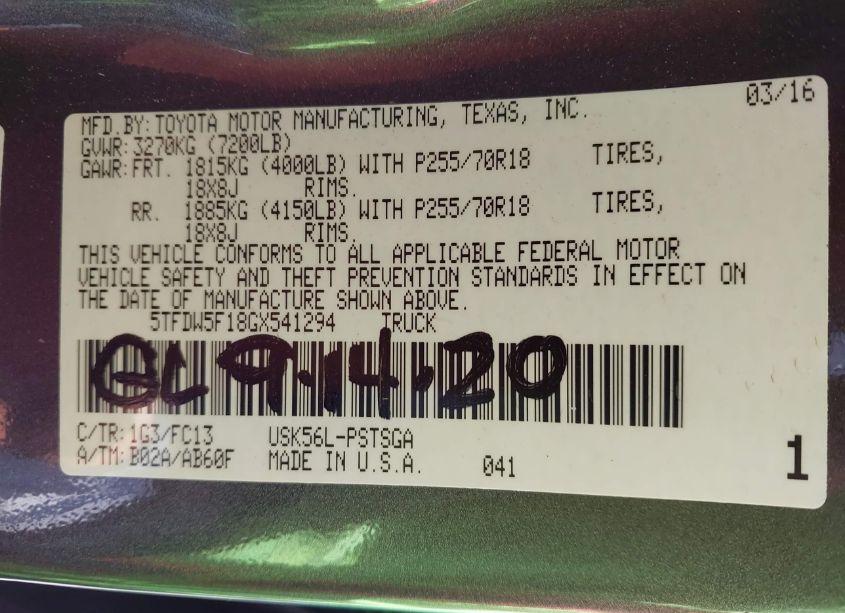 03/16
MFD.BY:TOYOTA MOTOR MANUFACTURING, TEXAS, INC.
GVWR:3270KG (7200LB)
GAWR:FRT. 1815KG (4000LB) WITH P255/70R18 TIRES,
18X8J RIMS.
RR. 1885KG (4150LB) WITH P255/70R18 TIRES,
18X8J RIMS.
THIS VEHICLE CONFORMS TO ALL APPLICABLE FEDERAL MOTOR
VEHICLE SAFETY AND THEFT PREVENTION STANDARDS IN EFFECT ON
THE DATE OF MANUFACTURE SHOWN ABOVE.
5TFDW5F18GX541294 TRUCK
9.14.20
C/TR:1G3/FC13 USK56L-PSTSGA
A/TM:B02A/AB60F MADE IN U.S.A. 041
1